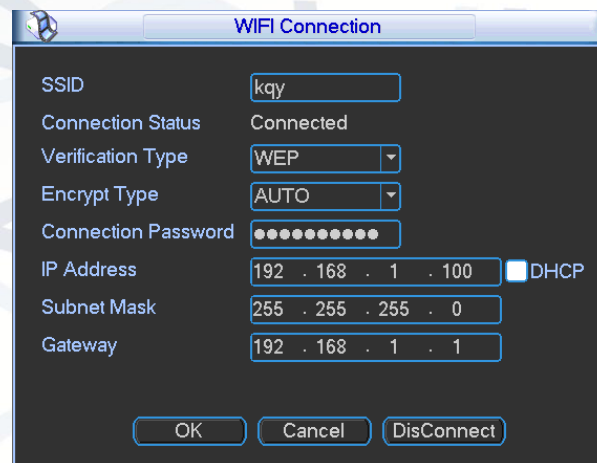 WIFI Connection
SSID kqy
Connection Status Connected
Verification Type WEP
Encrypt Type AUTO
Connection Password ●●●●●●●●●●
IP Address 192 . 168 . 1 . 100 DHCP
Subnet Mask 255 . 255 . 255 . 0
Gateway 192 . 168 . 1 . 1
OK Cancel DisConnect